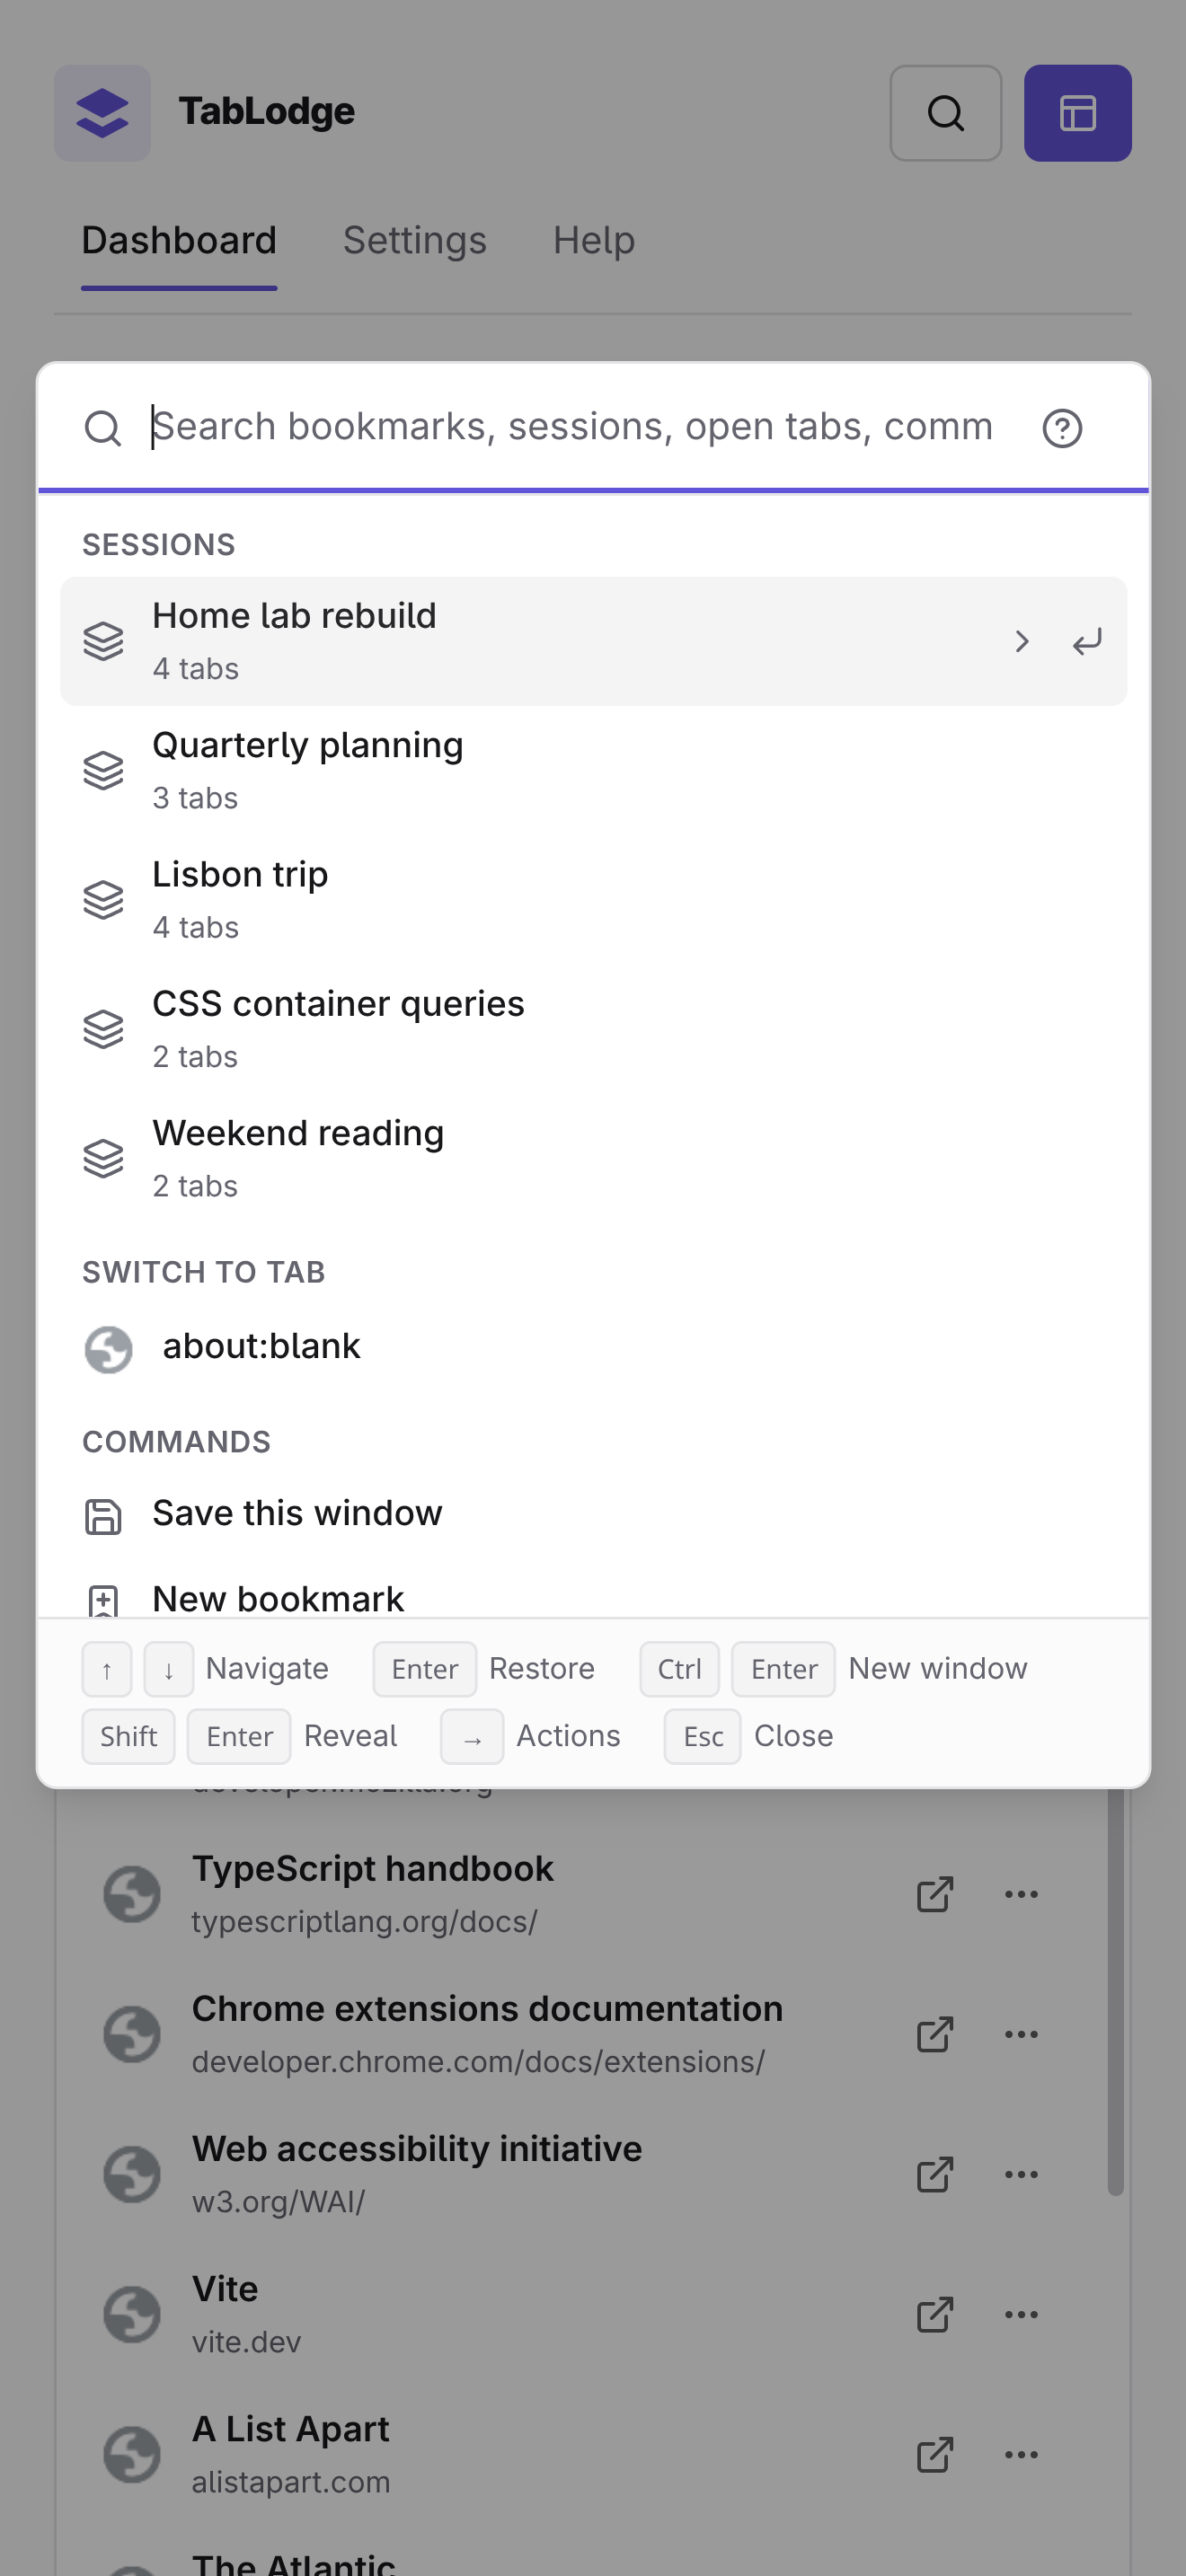 TabLodge
Dashboard Settings Help
Search bookmarks, sessions, open tabs, comm
SESSIONS
Home lab rebuild
4 tabs
Quarterly planning
3 tabs
Lisbon trip
4 tabs
CSS container queries
2 tabs
Weekend reading
2 tabs
SWITCH TO TAB
about:blank
COMMANDS
Save this window
New bookmark
↑ ↓ Navigate Enter Restore Ctrl Enter New window
Shift Enter Reveal → Actions Esc Close
developer.mozilla.org
TypeScript handbook
typescriptlang.org/docs/
Chrome extensions documentation
developer.chrome.com/docs/extensions/
Web accessibility initiative
w3.org/WAI/
Vite
vite.dev
A List Apart
alistapart.com
The Atlantic